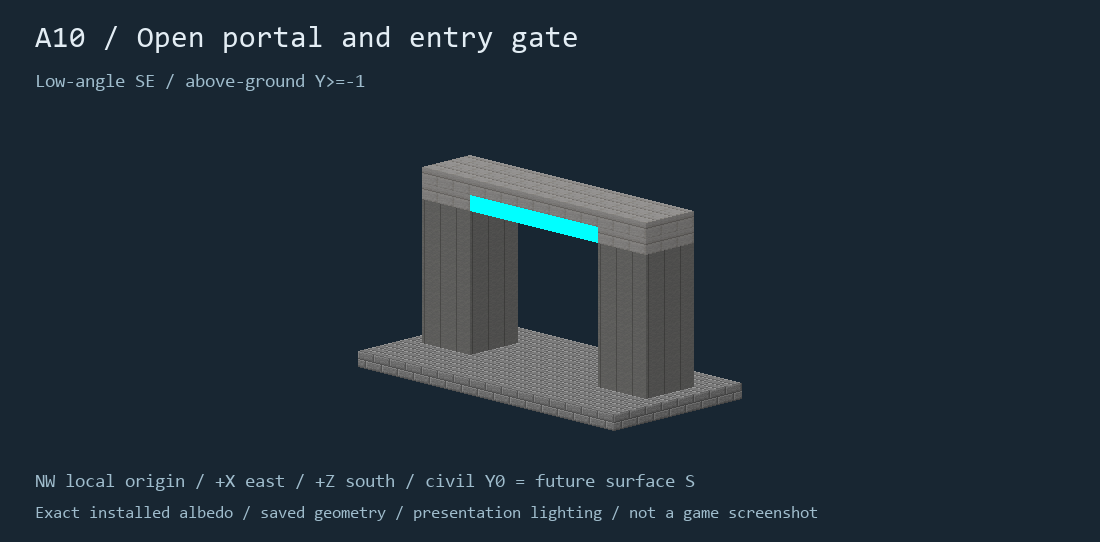 A10 / Open portal and entry gate
Low-angle SE / above-ground Y>=-1
NW local origin / +X east / +Z south / civil Y0 = future surface S
Exact installed albedo / saved geometry / presentation lighting / not a game screenshot